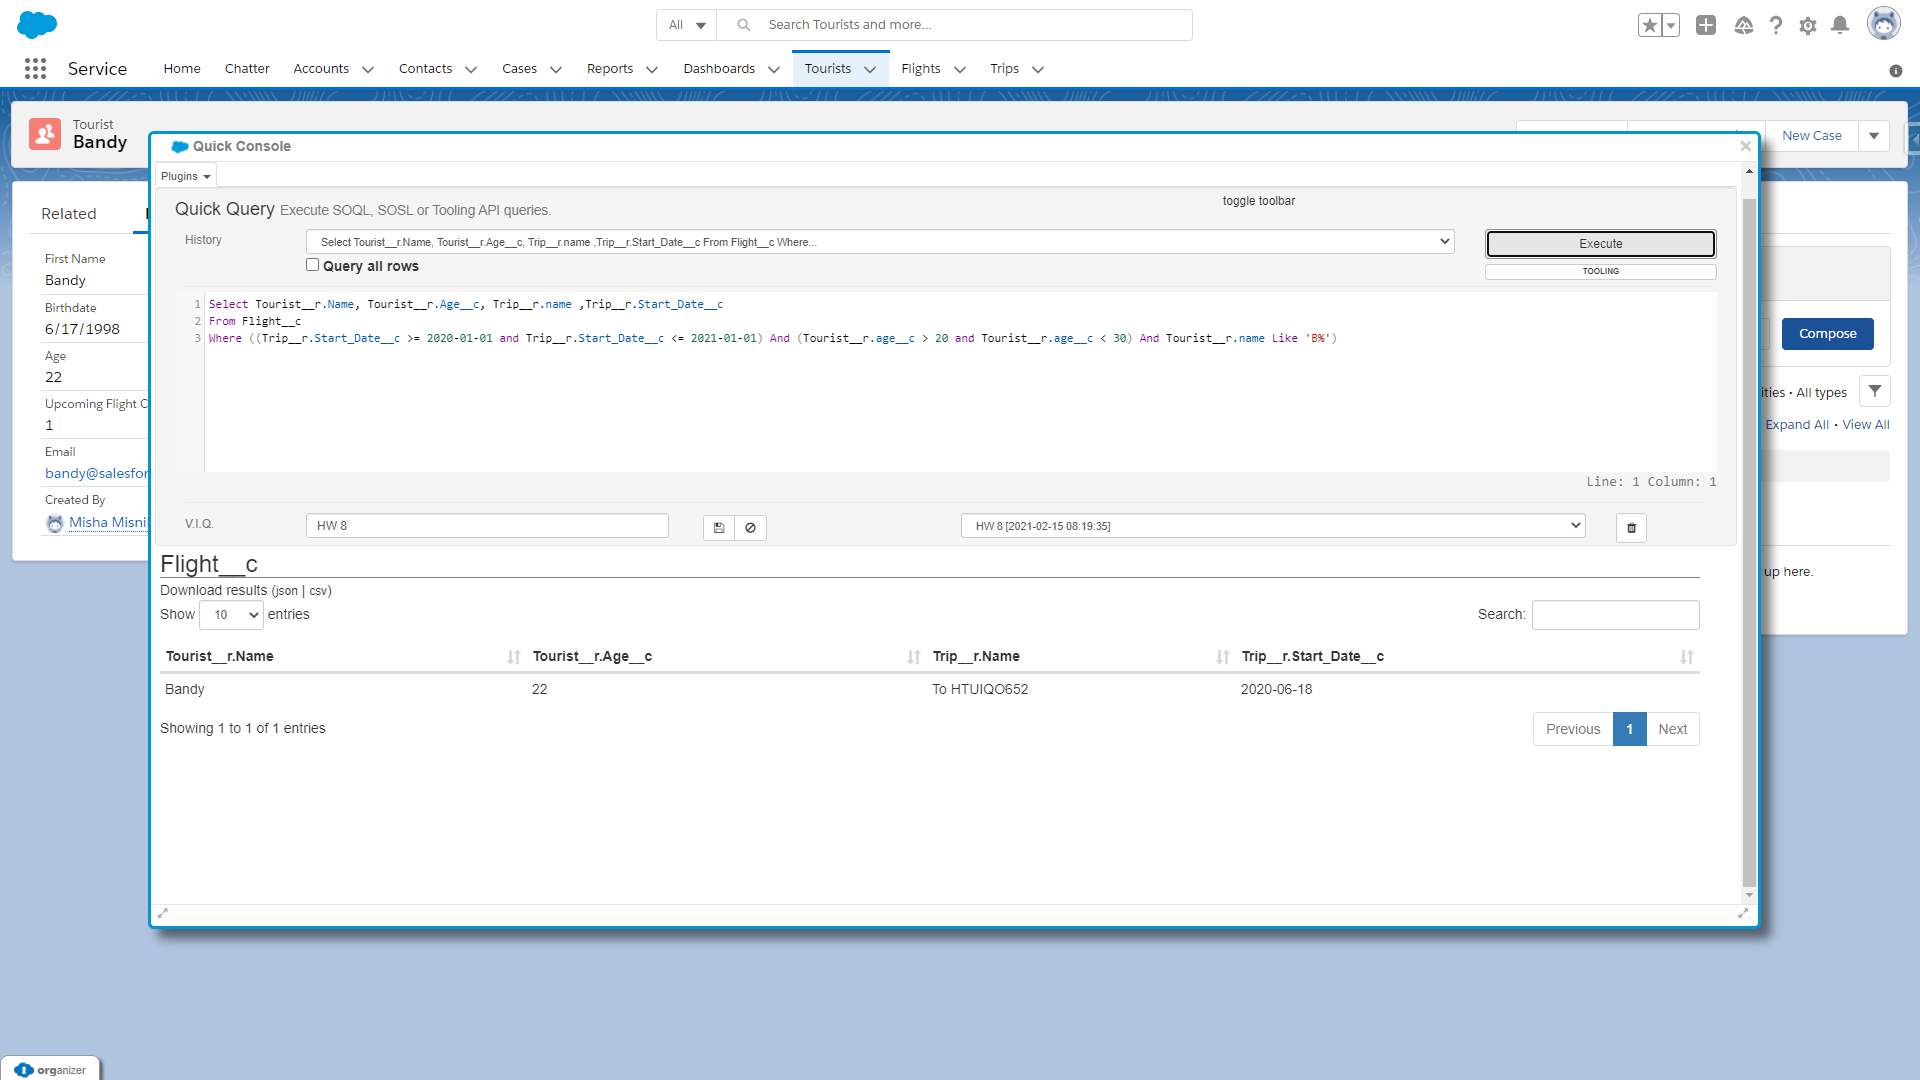 All
Search Tourists and more...
Service
Home
Chatter
Accounts
Contacts
Cases
Reports
Dashboards
Tourists
Flights
Trips
Tourist
Bandy
New Case
Related
First Name
Bandy
Birthdate
6/17/1998
Age
22
Upcoming Flight C
1
Email
bandy@salesfor
Created By
Misha Misni
Compose
ties • All types
Expand All • View All
up here.
Quick Console
Plugins
Quick Query Execute SOQL, SOSL or Tooling API queries.
toggle toolbar
History
Select Tourist__r.Name, Tourist__r.Age__c, Trip__r.name ,Trip__r.Start_Date__c From Flight__c Where...
Execute
Query all rows
TOOLING
1 Select Tourist__r.Name, Tourist__r.Age__c, Trip__r.name ,Trip__r.Start_Date__c
2 From Flight__c
3 Where ((Trip__r.Start_Date__c >= 2020-01-01 and Trip__r.Start_Date__c <= 2021-01-01) And (Tourist__r.age__c > 20 and Tourist__r.age__c < 30) And Tourist__r.name Like 'B%')
Line: 1 Column: 1
V.I.Q.
HW 8
HW 8 [2021-02-15 08:19:35]
Flight__c
Download results (json | csv)
Show 10 entries
Search:
Tourist__r.Name Tourist__r.Age__c Trip__r.Name Trip__r.Start_Date__c
Bandy 22 To HTUIQO652 2020-06-18
Showing 1 to 1 of 1 entries
Previous 1 Next
organizer